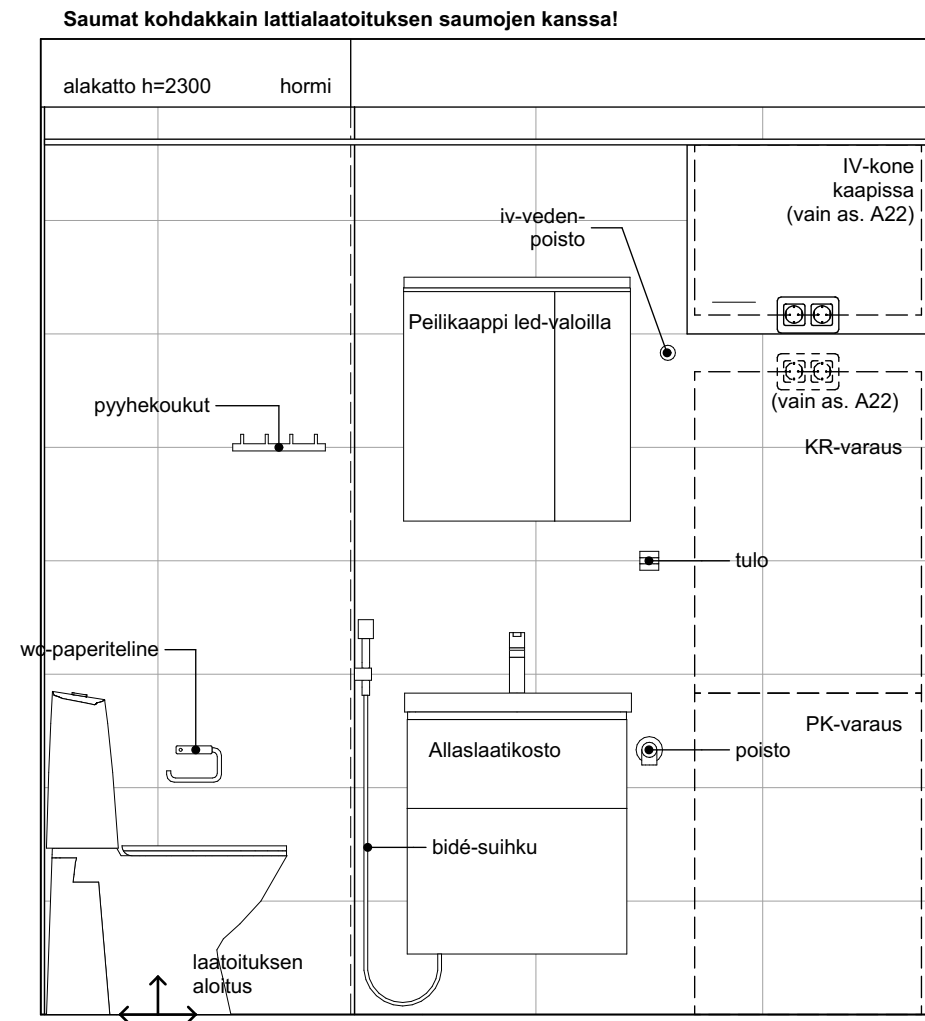 Saumat kohdakkain lattialaatoituksen saumojen kanssa!
alakatto h=2300
hormi
IV-kone
kaapissa
(vain as. A22)
iv-veden-
poisto
Peilikaappi led-valoilla
(vain as. A22)
pyyhekoukut
KR-varaus
tulo
wc-paperiteline
PK-varaus
Allaslaatikosto
poisto
bidé-suihku
laatoituksen
aloitus